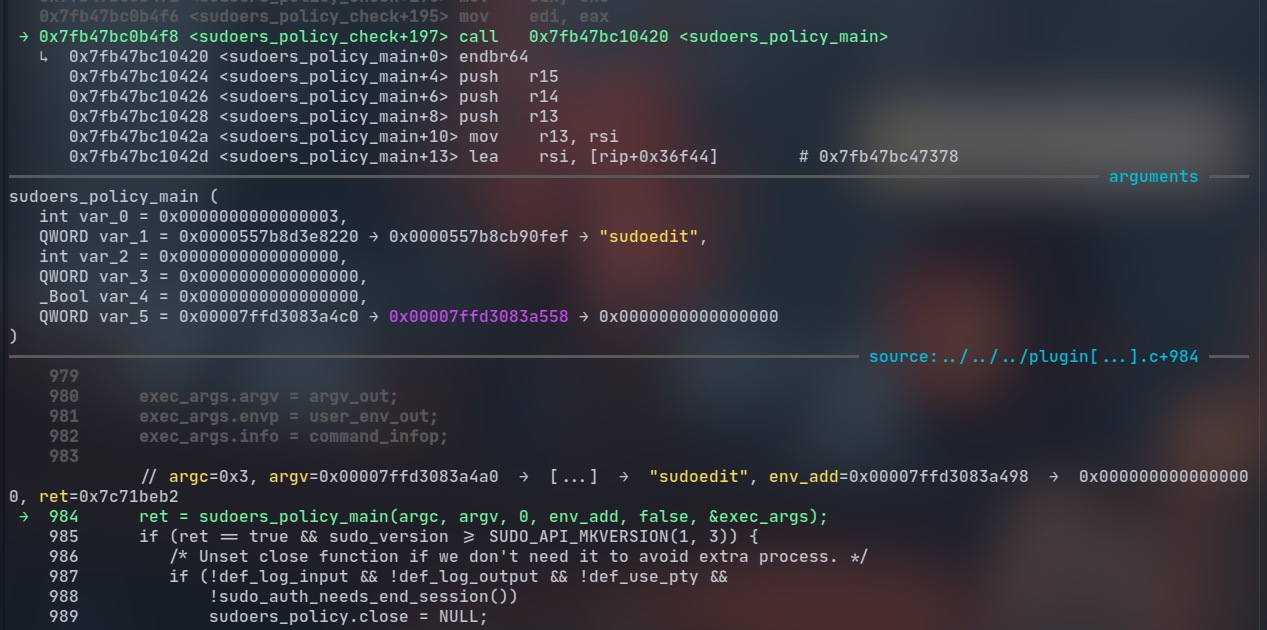 0x7fb47bc0b4f6 <sudoers_policy_check+195> mov    edi, eax
→ 0x7fb47bc0b4f8 <sudoers_policy_check+197> call   0x7fb47bc10420 <sudoers_policy_main>
↳  0x7fb47bc10420 <sudoers_policy_main+0> endbr64
0x7fb47bc10424 <sudoers_policy_main+4> push   r15
0x7fb47bc10426 <sudoers_policy_main+6> push   r14
0x7fb47bc10428 <sudoers_policy_main+8> push   r13
0x7fb47bc1042a <sudoers_policy_main+10> mov    r13, rsi
0x7fb47bc1042d <sudoers_policy_main+13> lea    rsi, [rip+0x36f44]        # 0x7fb47bc47378
arguments
sudoers_policy_main (
int var_0 = 0x0000000000000003,
QWORD var_1 = 0x0000557b8d3e8220 → 0x0000557b8cb90fef → "sudoedit",
int var_2 = 0x0000000000000000,
QWORD var_3 = 0x0000000000000000,
_Bool var_4 = 0x0000000000000000,
QWORD var_5 = 0x00007ffd3083a4c0 → 0x00007ffd3083a558 → 0x0000000000000000
)
source:../../../plugin[...].c+984
979
980      exec_args.argv = argv_out;
981      exec_args.envp = user_env_out;
982      exec_args.info = command_infop;
983
// argc=0x3, argv=0x00007ffd3083a4a0  →  [...]  →  "sudoedit", env_add=0x00007ffd3083a498  →  0x000000000000000
0, ret=0x7c71beb2
→  984      ret = sudoers_policy_main(argc, argv, 0, env_add, false, &exec_args);
985      if (ret == true && sudo_version >= SUDO_API_MKVERSION(1, 3)) {
986         /* Unset close function if we don't need it to avoid extra process. */
987         if (!def_log_input && !def_log_output && !def_use_pty &&
988             !sudo_auth_needs_end_session())
989             sudoers_policy.close = NULL;